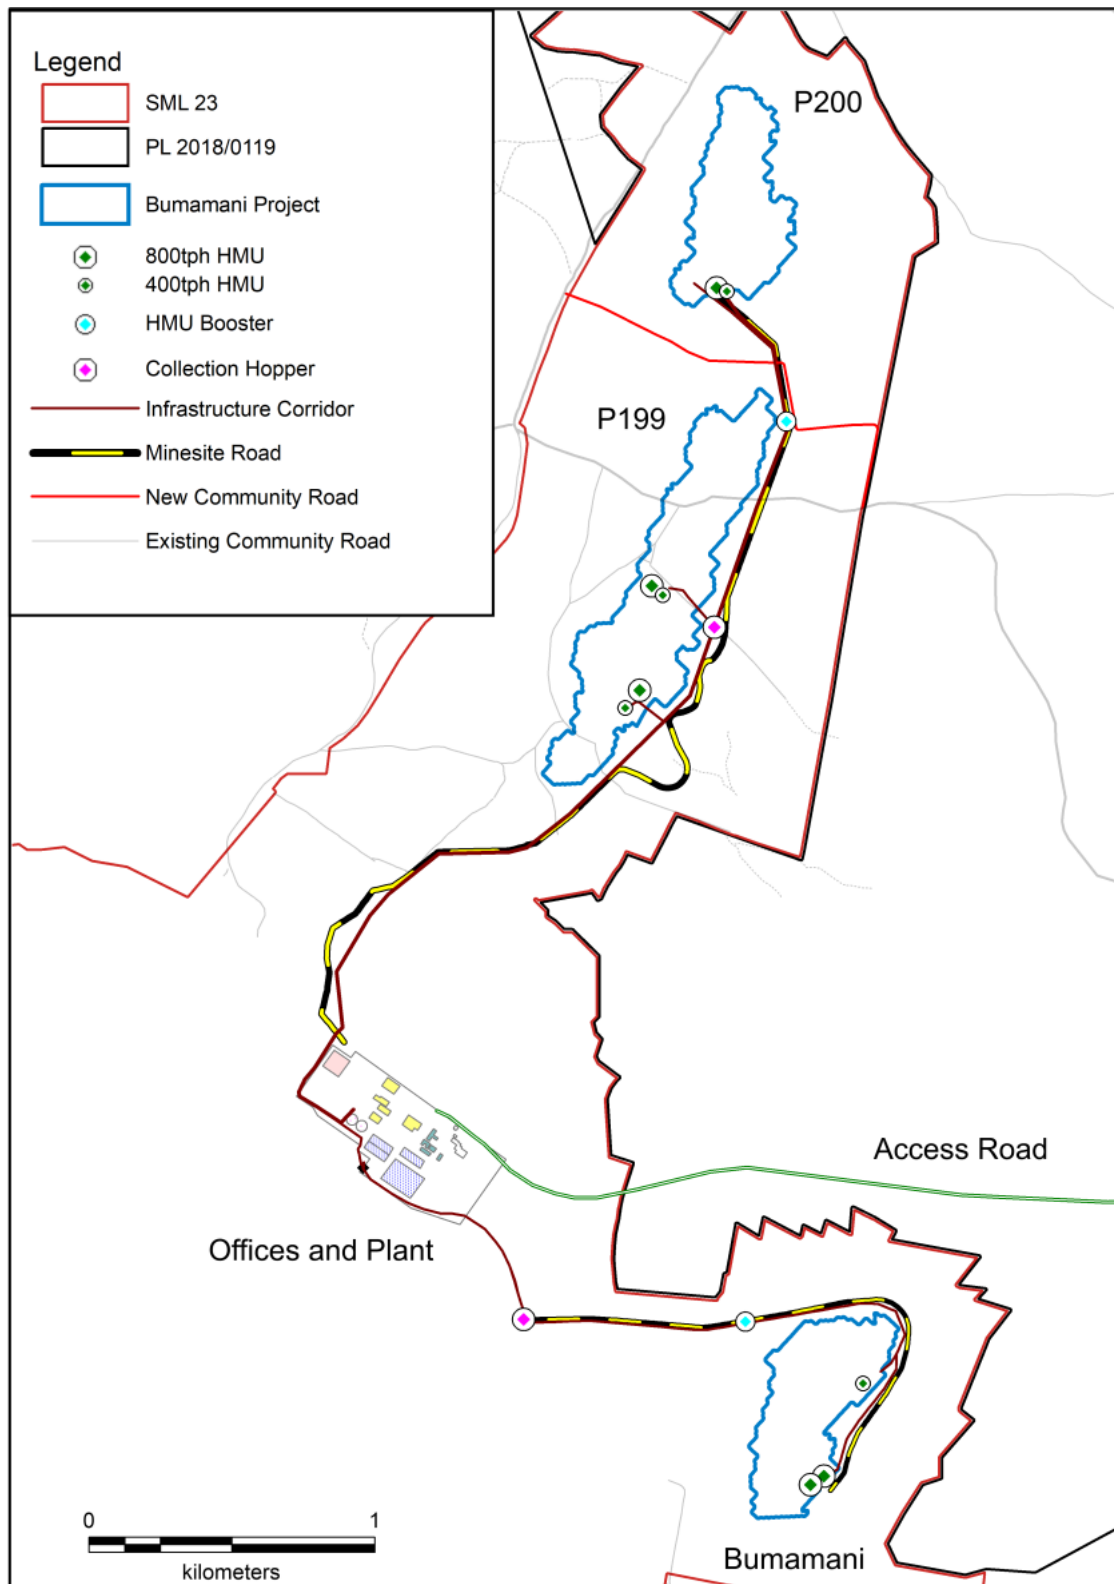 Legend
SML 23
PL 2018/0119
Bumamani Project
800tph HMU
400tph HMU
HMU Booster
Collection Hopper
Infrastructure Corridor
Minesite Road
New Community Road
Existing Community Road
P200
P199
Access Road
Offices and Plant
Bumamani
0 1
kilometers